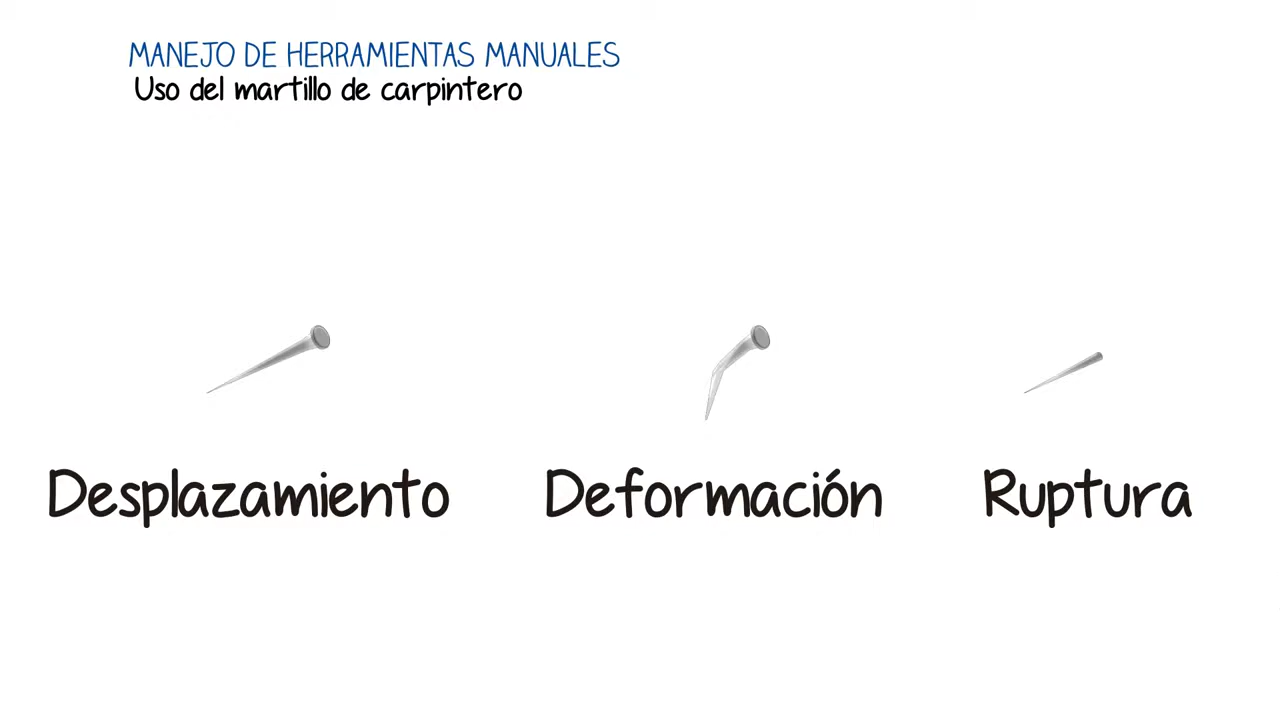 MANEJO DE HERRAMIENTAS MANUALES
Uso del martillo de carpintero
Desplazamiento Deformación Ruptura